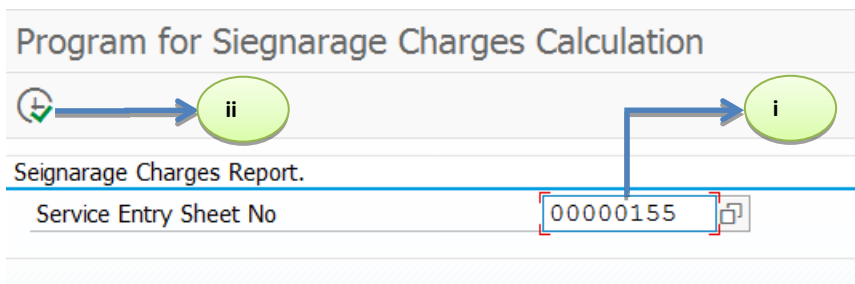 Program for Siegnarage Charges Calculation
ii
i
Seignarage Charges Report.
Service Entry Sheet No 00000155